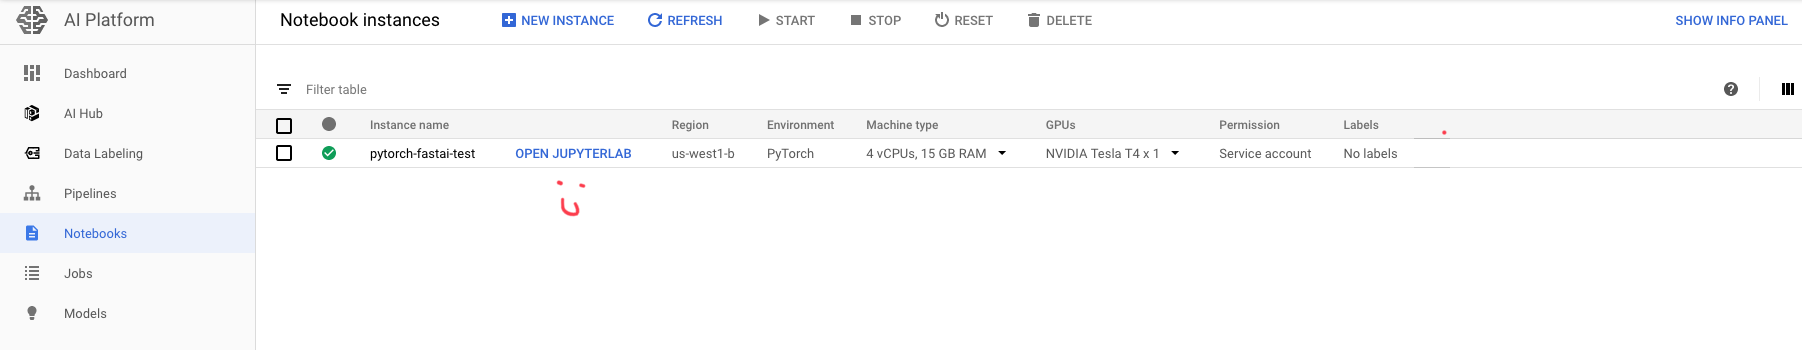 AI Platform
Notebook instances NEW INSTANCE REFRESH START STOP RESET DELETE SHOW INFO PANEL
Dashboard
Filter table
AI Hub
Instance name Region Environment Machine type GPUs Permission Labels
Data Labeling
pytorch-fastai-test OPEN JUPYTERLAB us-west1-b PyTorch 4 vCPUs, 15 GB RAM NVIDIA Tesla T4 x 1 Service account No labels
Pipelines
Notebooks
Jobs
Models